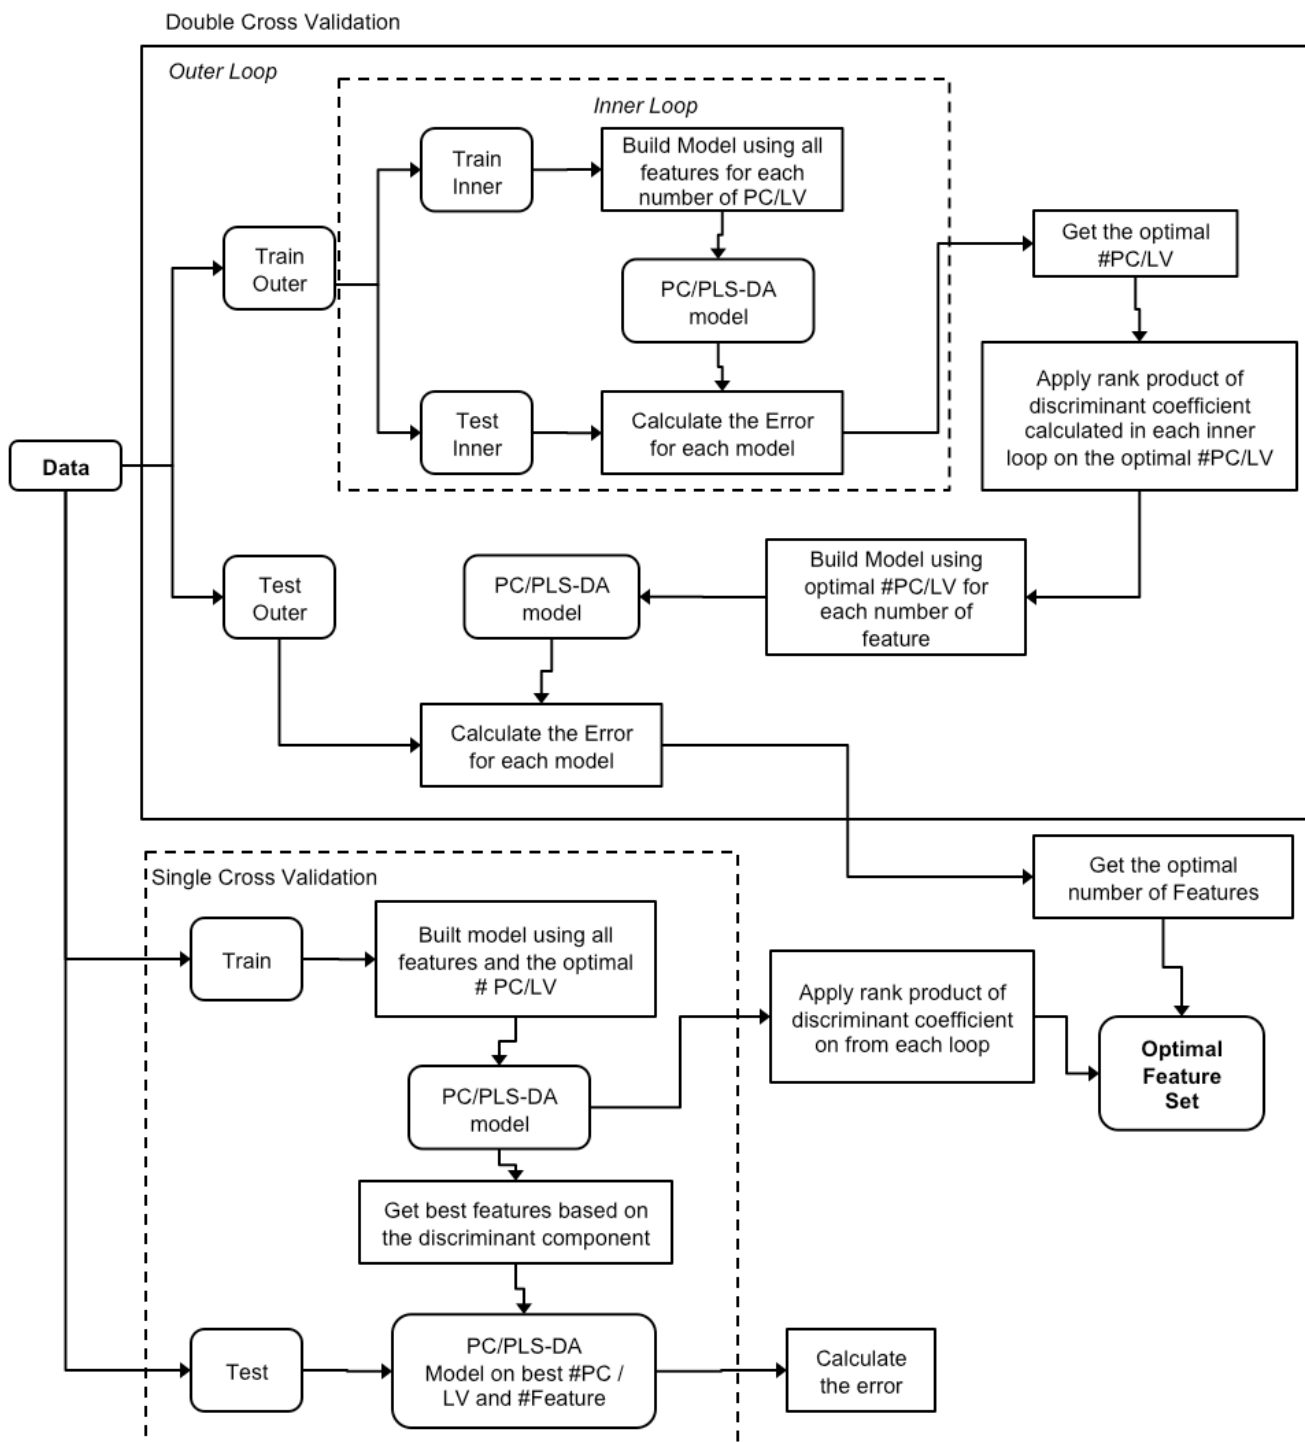 Double Cross Validation
Outer Loop
Inner Loop
Train
Inner
Build Model using all
features for each
number of PC/LV
Train
Outer
Get the optimal
#PC/LV
PC/PLS-DA
model
Apply rank product of
discriminant coefficient
calculated in each inner
loop on the optimal #PC/LV
Test
Inner
Calculate the Error
for each model
Data
Test
Outer
PC/PLS-DA
model
Build Model using
optimal #PC/LV for
each number of
feature
Calculate the Error
for each model
Get the optimal
number of Features
Single Cross Validation
Train
Built model using all
features and the optimal
# PC/LV
Apply rank product of
discriminant coefficient
on from each loop
Optimal
Feature
Set
PC/PLS-DA
model
Get best features based on
the discriminant component
Test
PC/PLS-DA
Model on best #PC /
LV and #Feature
Calculate
the error